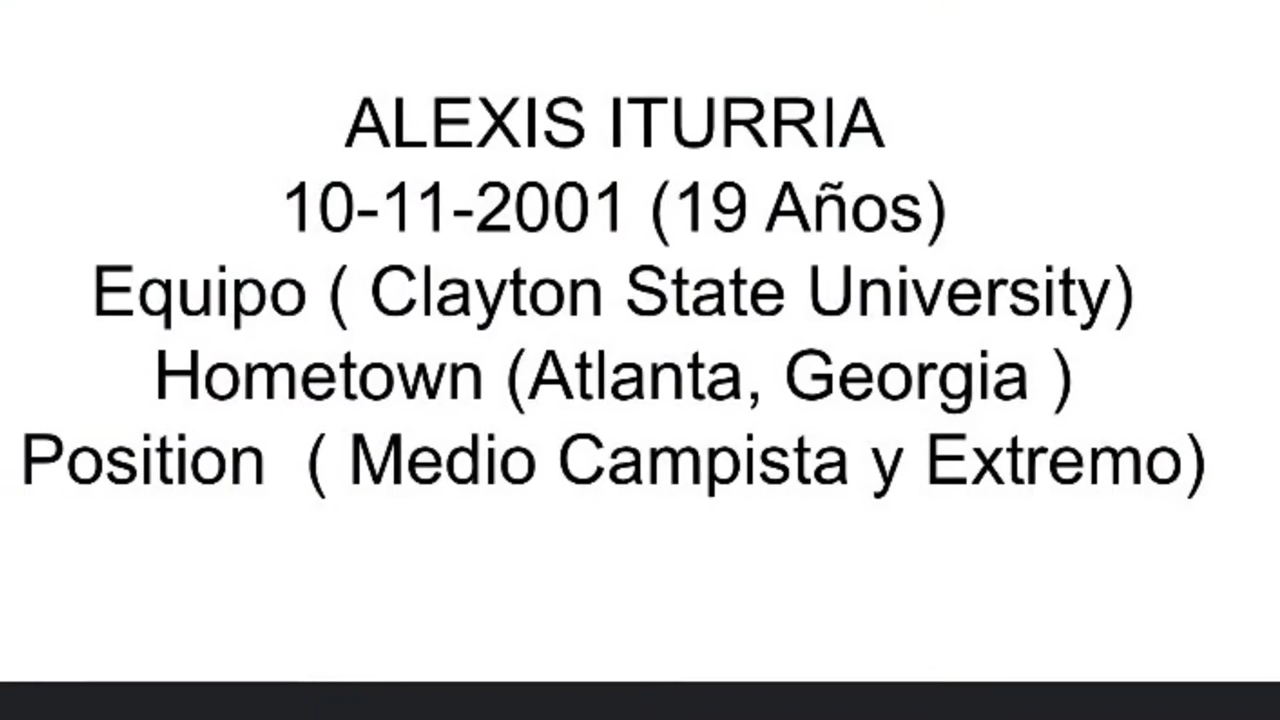 ALEXIS ITURRIA
10-11-2001 (19 Años)
Equipo ( Clayton State University)
Hometown (Atlanta, Georgia )
Position  ( Medio Campista y Extremo)